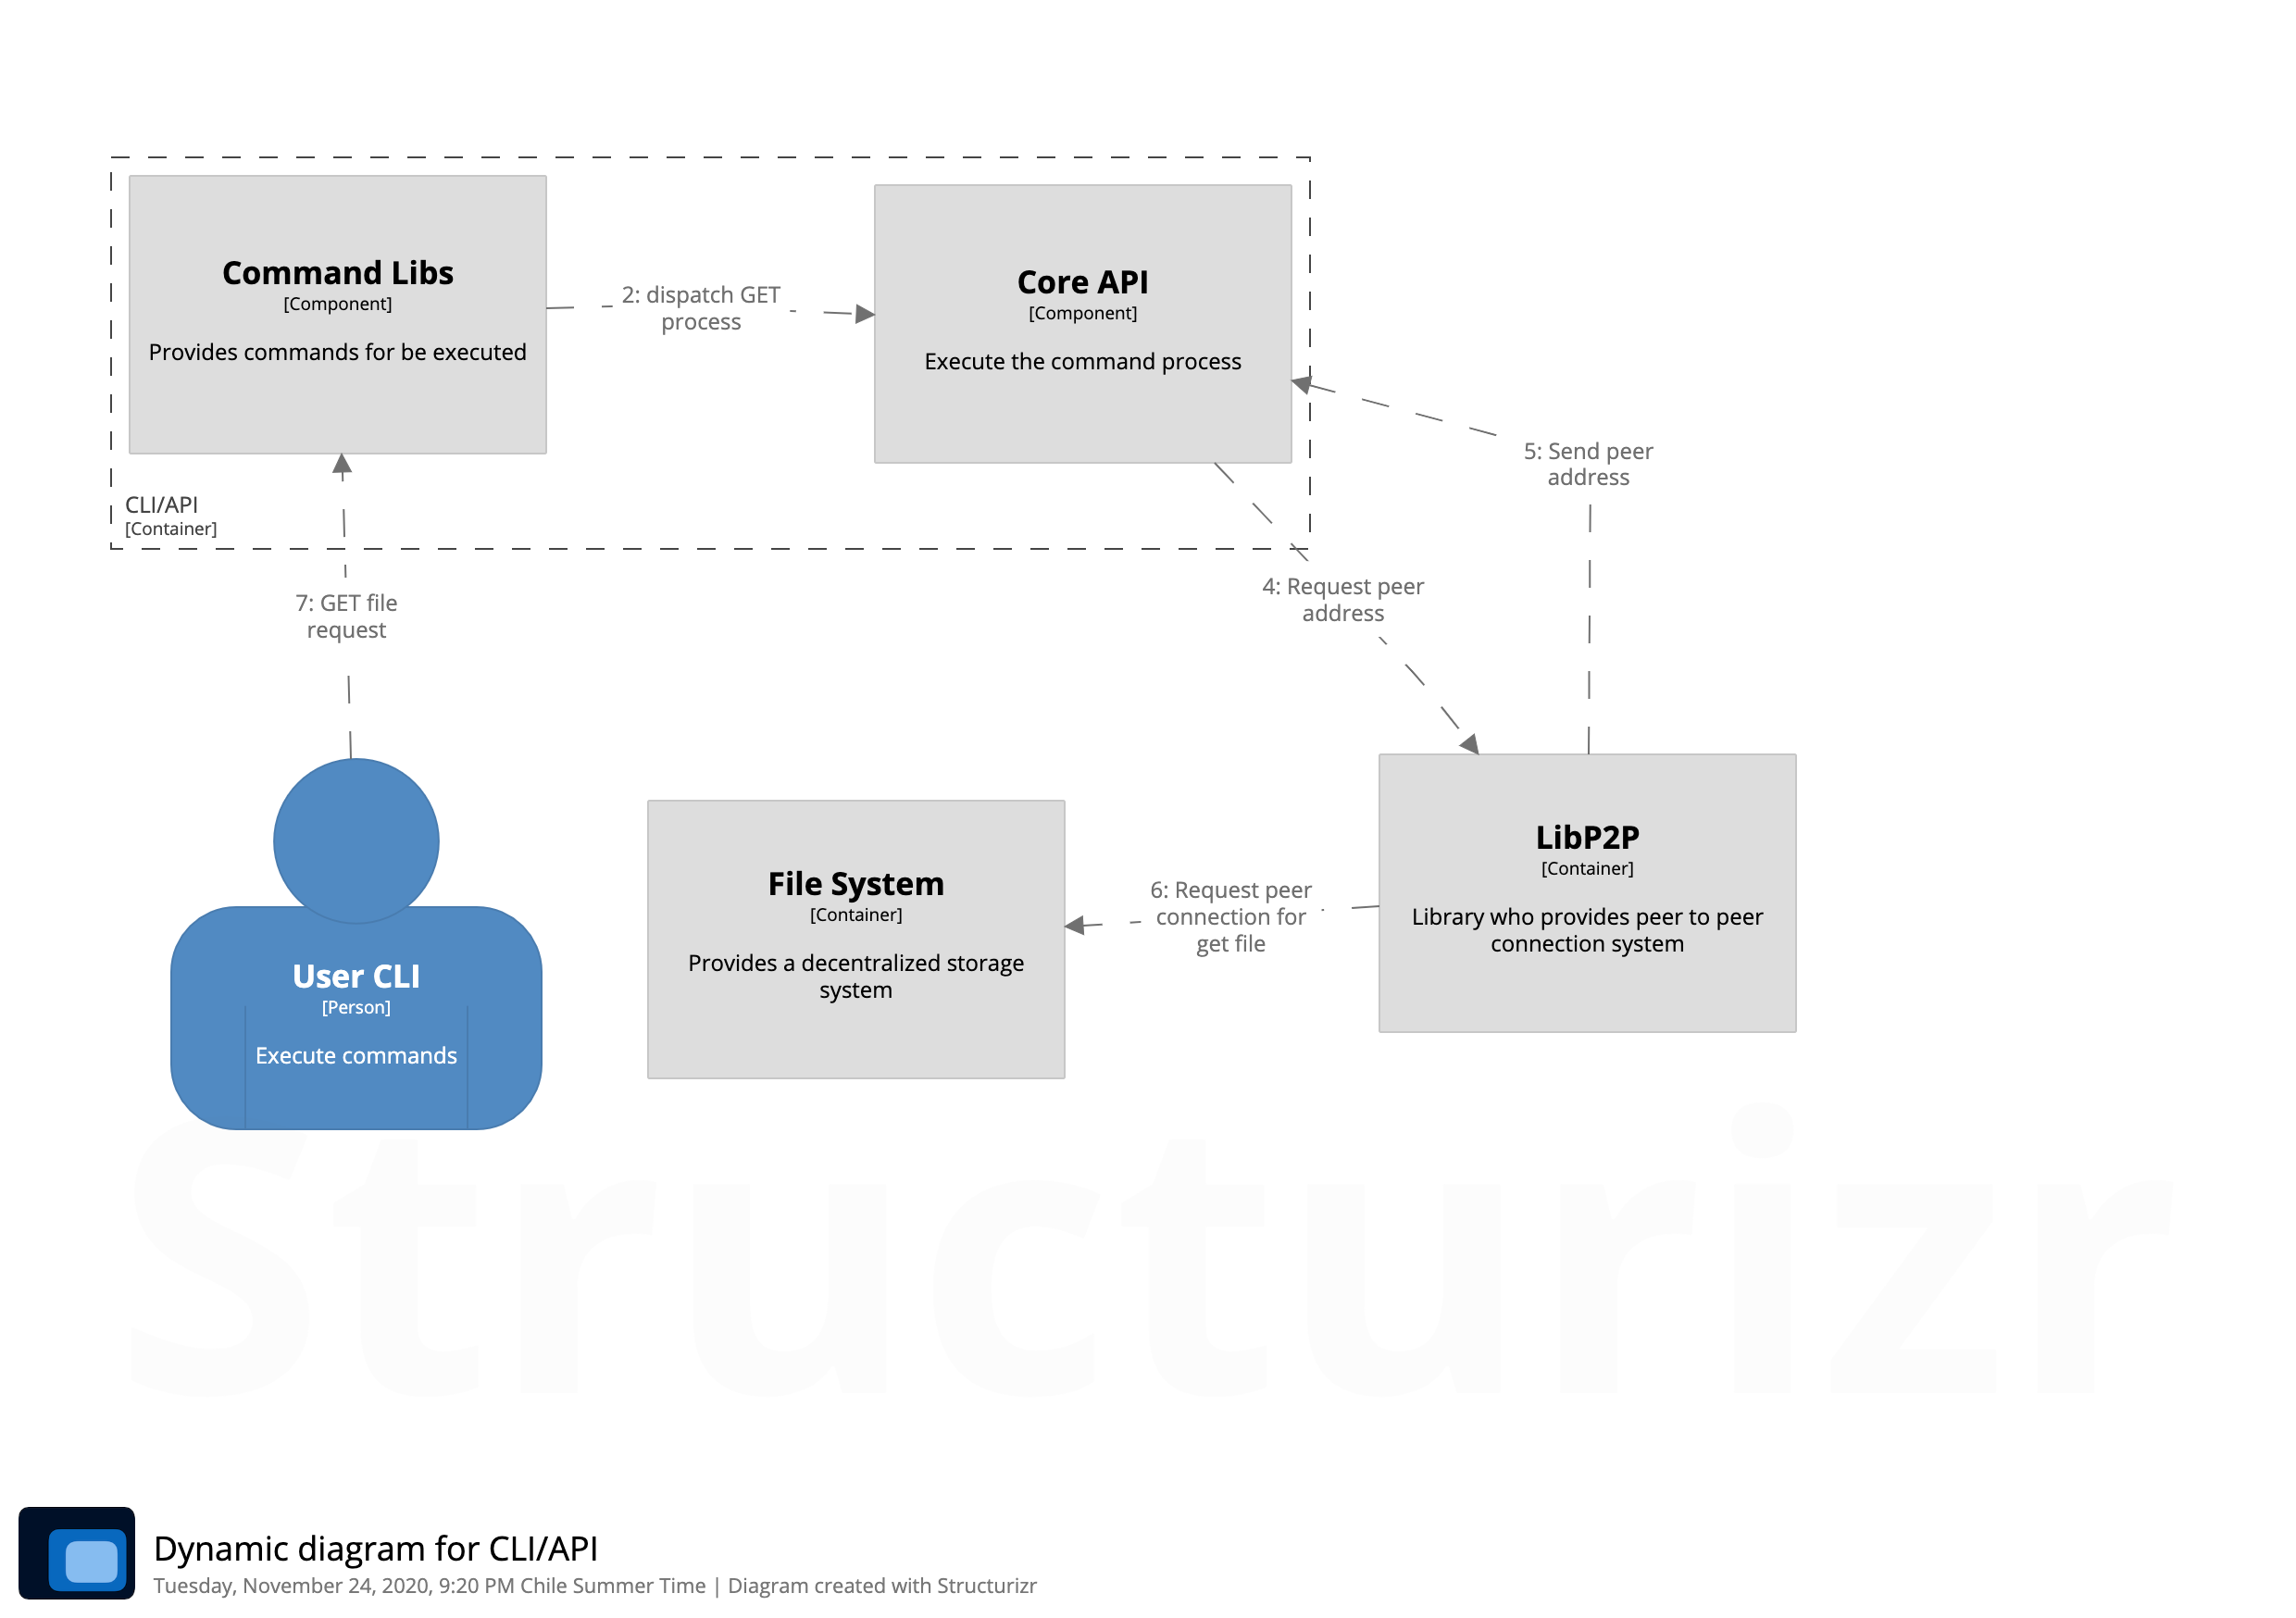 Command Libs
[Component]
Provides commands for be executed
2: dispatch GET
process
Core API
[Component]
Execute the command process
5: Send peer
address
CLI/API
[Container]
4: Request peer
address
7: GET file
request
User CLI
[Person]
Execute commands
File System
[Container]
Provides a decentralized storage
system
6: Request peer
connection for
get file
LibP2P
[Container]
Library who provides peer to peer
connection system
Structurizr
Dynamic diagram for CLI/API
Tuesday, November 24, 2020, 9:20 PM Chile Summer Time | Diagram created with Structurizr